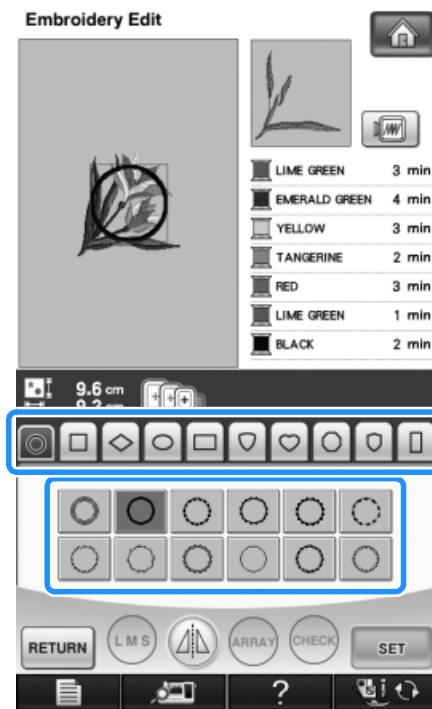 Embroidery Edit
LIME GREEN 3 min
EMERALD GREEN 4 min
YELLOW 3 min
TANGERINE 2 min
RED 3 min
LIME GREEN 1 min
BLACK 2 min
9.6 cm
RETURN
L M S
ARRAY
CHECK
SET
?